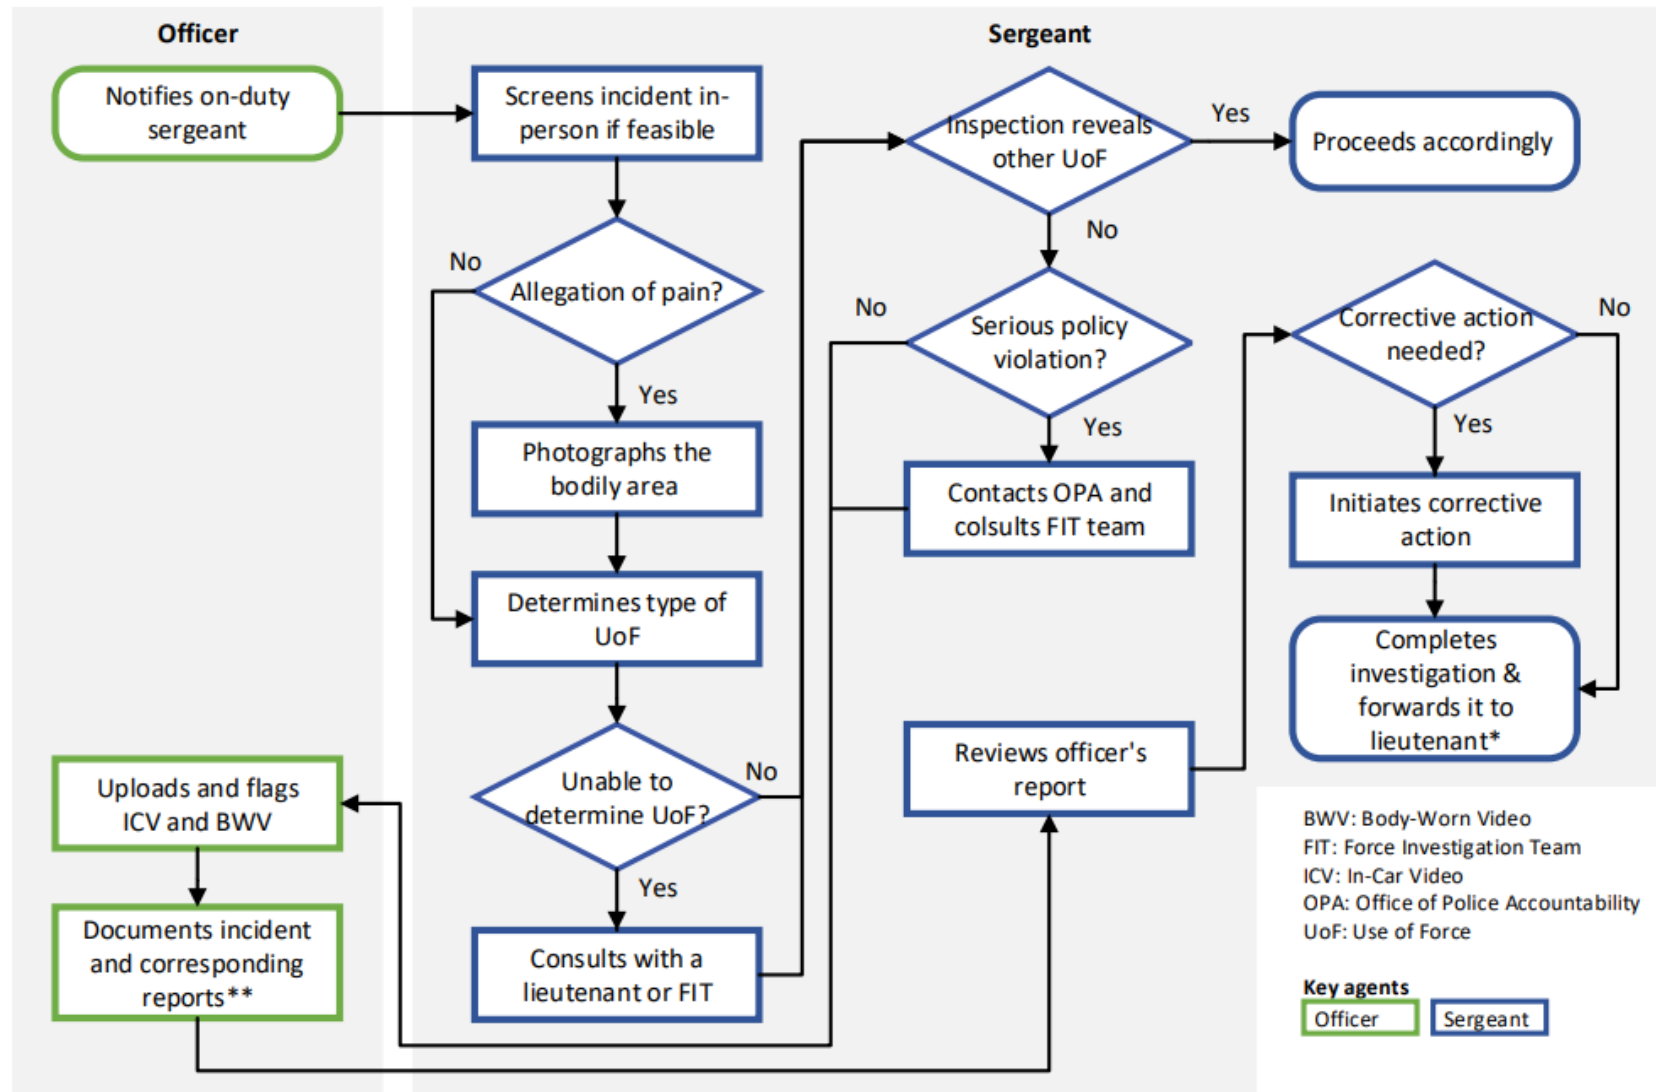 Officer
Sergeant
Notifies on-duty
sergeant
Screens incident in-
person if feasible
Allegation of pain?
No
Yes
Photographs the
bodily area
Determines type of
UoF
Unable to
determine UoF?
No
Yes
Consults with a
lieutenant or FIT
Inspection reveals
other UoF
Yes
Proceeds accordingly
No
Serious policy
violation?
No
Yes
Contacts OPA and
colsults FIT team
Uploads and flags
ICV and BWV
Documents incident
and corresponding
reports**
Reviews officer's
report
Corrective action
needed?
No
Yes
Initiates corrective
action
Completes
investigation &
forwards it to
lieutenant*
BWV: Body-Worn Video
FIT: Force Investigation Team
ICV: In-Car Video
OPA: Office of Police Accountability
UoF: Use of Force
Key agents
Officer
Sergeant